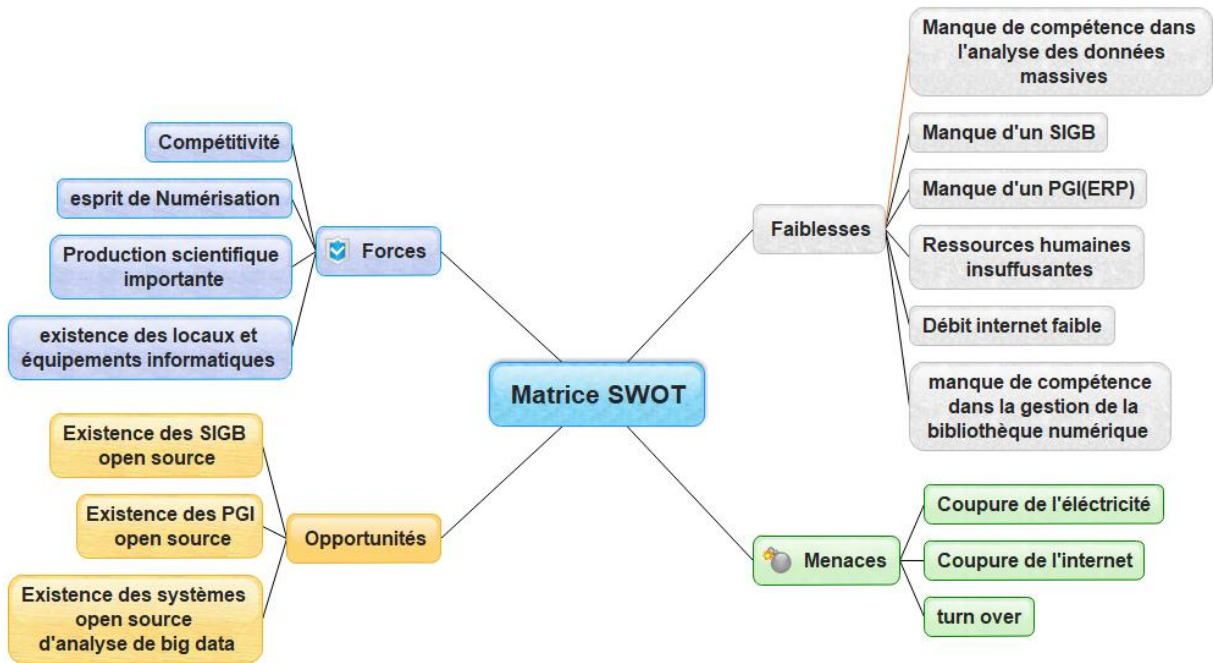 Matrice SWOT
Forces
Compétitivité
esprit de Numérisation
Production scientifique
importante
existence des locaux et
équipements informatiques
Faiblesses
Manque de compétence dans
l'analyse des données
massives
Manque d'un SIGB
Manque d'un PGI(ERP)
Ressources humaines
insuffusantes
Débit internet faible
manque de compétence
dans la gestion de la
bibliothèque numérique
Opportunités
Existence des SIGB
open source
Existence des PGI
open source
Existence des systèmes
open source
d'analyse de big data
Menaces
Coupure de l'éléctricité
Coupure de l'internet
turn over